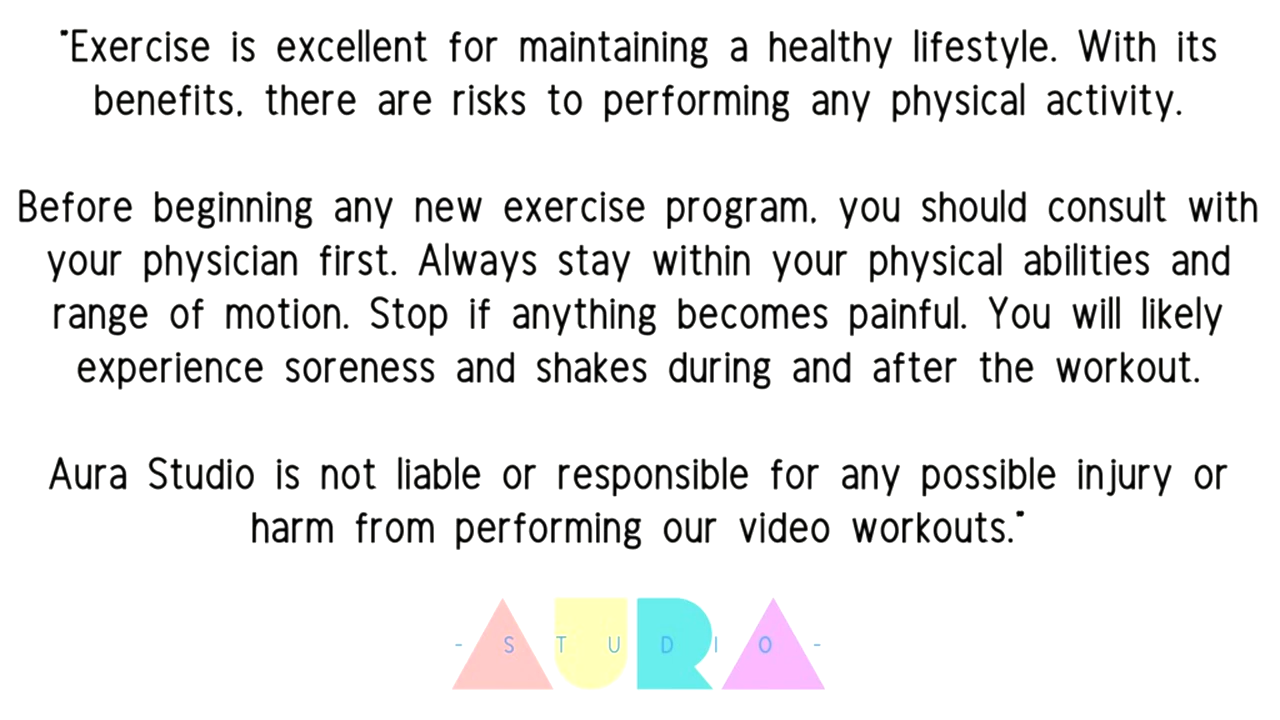 "Exercise is excellent for maintaining a healthy lifestyle. With its
benefits, there are risks to performing any physical activity.
Before beginning any new exercise program, you should consult with
your physician first. Always stay within your physical abilities and
range of motion. Stop if anything becomes painful. You will likely
experience soreness and shakes during and after the workout.
Aura Studio is not liable or responsible for any possible injury or
harm from performing our video workouts."
AURA
- STUDIO -